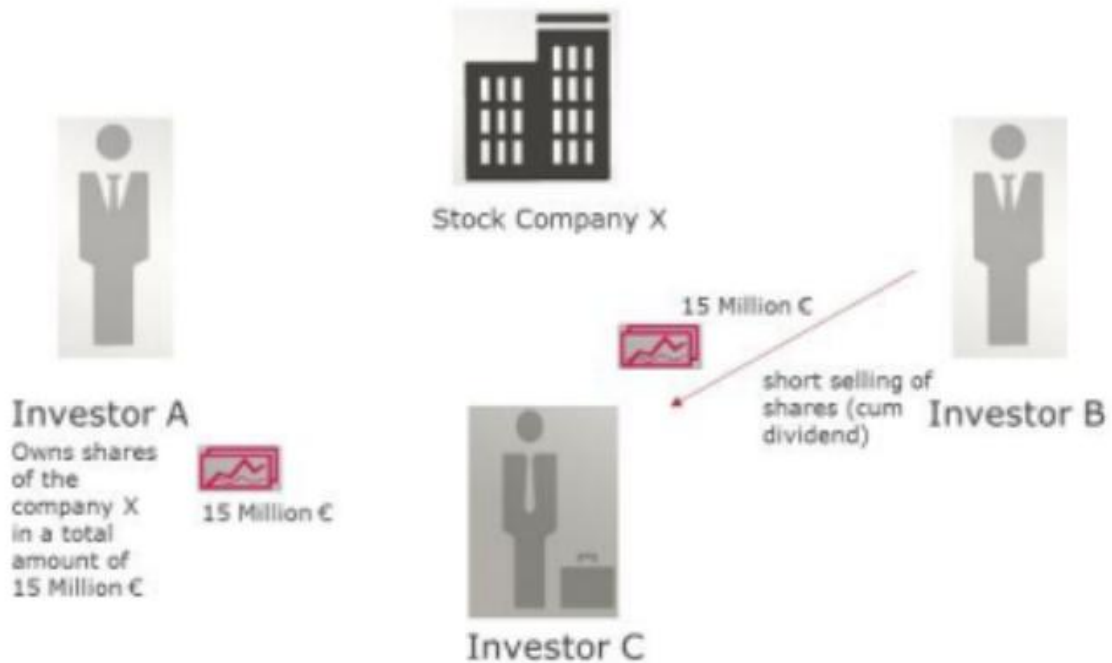 Stock Company X
15 Million €
short selling of
shares (cum
dividend)
Investor B
Investor A
Owns shares
of the
company X
in a total
amount of
15 Million €
15 Million €
Investor C